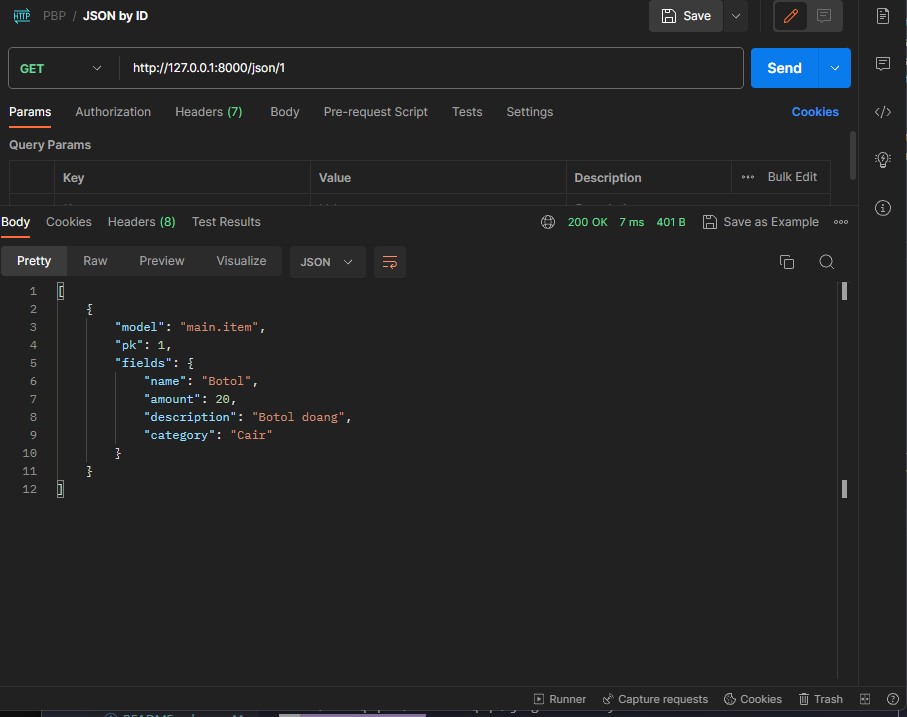 HTTP PBP / JSON by ID Save
GET http://127.0.0.1:8000/json/1 Send
Params Authorization Headers (7) Body Pre-request Script Tests Settings Cookies
Query Params
Key Value Description Bulk Edit
Body Cookies Headers (8) Test Results 200 OK 7 ms 401 B Save as Example
Pretty Raw Preview Visualize JSON
1 [
2 {
3 "model": "main.item",
4 "pk": 1,
5 "fields": {
6 "name": "Botol",
7 "amount": 20,
8 "description": "Botol doang",
9 "category": "Cair"
10 }
11 }
12 ]
Runner Capture requests Cookies Trash